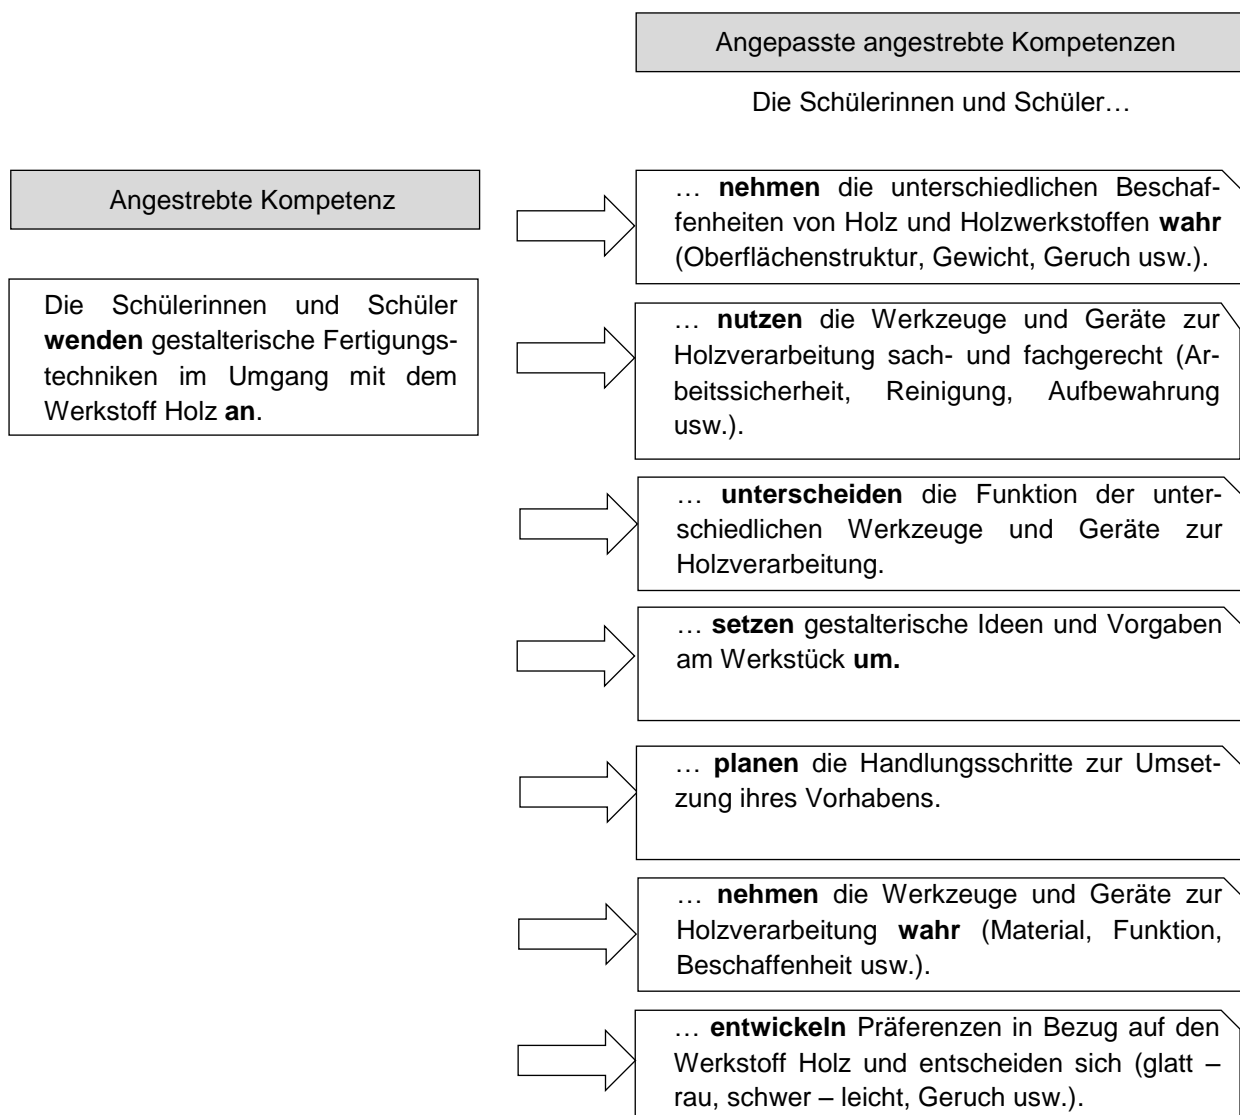 Angepasste angestrebte Kompetenzen
Die Schülerinnen und Schüler…
Angestrebte Kompetenz
Die Schülerinnen und Schüler
wenden gestalterische Fertigungs-
techniken im Umgang mit dem
Werkstoff Holz an.
… nehmen die unterschiedlichen Beschaf-
fenheiten von Holz und Holzwerkstoffen wahr
(Oberflächenstruktur, Gewicht, Geruch usw.).
… nutzen die Werkzeuge und Geräte zur
Holzverarbeitung sach- und fachgerecht (Ar-
beitssicherheit, Reinigung, Aufbewahrung
usw.).
… unterscheiden die Funktion der unter-
schiedlichen Werkzeuge und Geräte zur
Holzverarbeitung.
… setzen gestalterische Ideen und Vorgaben
am Werkstück um.
… planen die Handlungsschritte zur Umset-
zung ihres Vorhabens.
… nehmen die Werkzeuge und Geräte zur
Holzverarbeitung wahr (Material, Funktion,
Beschaffenheit usw.).
… entwickeln Präferenzen in Bezug auf den
Werkstoff Holz und entscheiden sich (glatt –
rau, schwer – leicht, Geruch usw.).